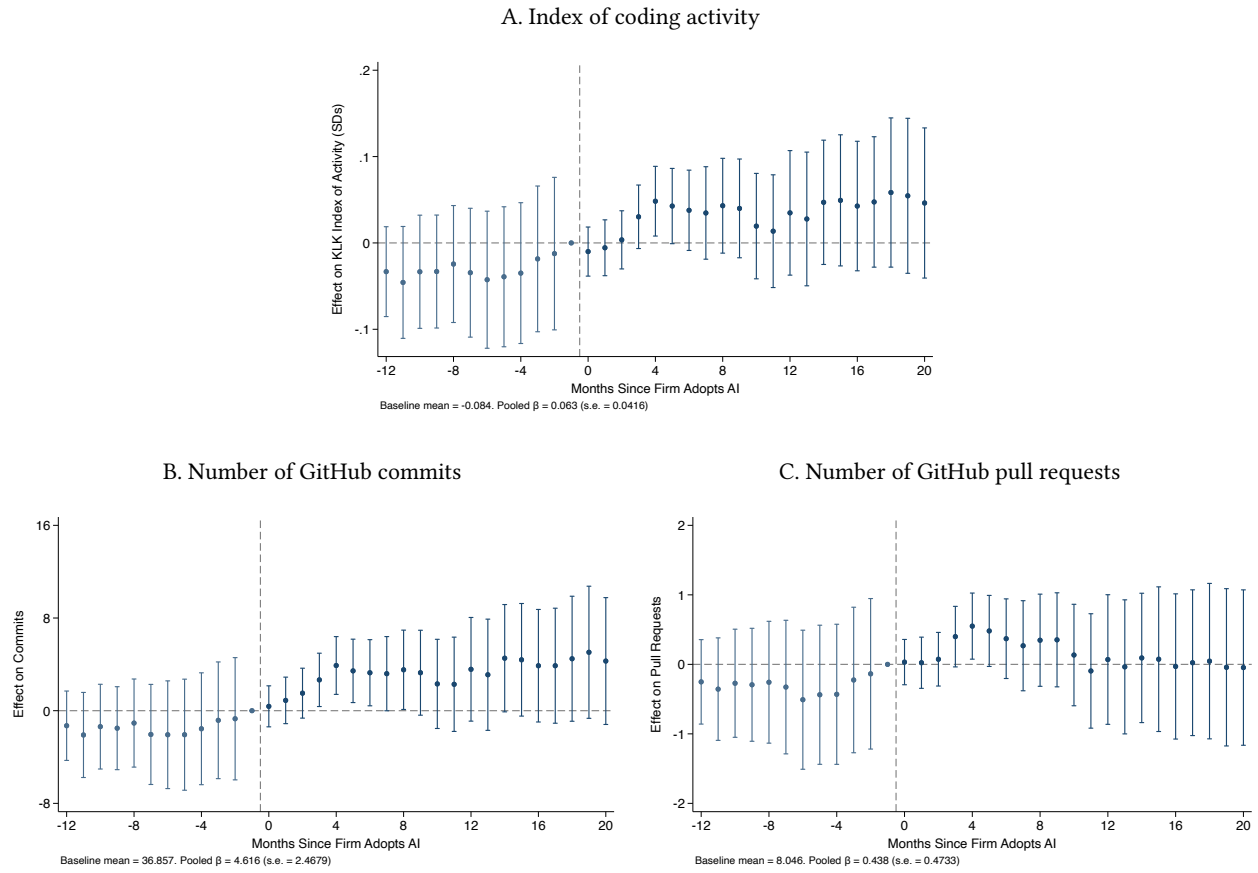 A. Index of coding activity
Effect on KLK Index of Activity (SDs)
.2
.1
0
-.1
-12 -8 -4 0 4 8 12 16 20
Months Since Firm Adopts AI
Baseline mean = -0.084. Pooled β = 0.063 (s.e. = 0.0416)
B. Number of GitHub commits
Effect on Commits
16
8
0
-8
-12 -8 -4 0 4 8 12 16 20
Months Since Firm Adopts AI
Baseline mean = 36.857. Pooled β = 4.616 (s.e. = 2.4679)
C. Number of GitHub pull requests
Effect on Pull Requests
2
1
0
-1
-2
-12 -8 -4 0 4 8 12 16 20
Months Since Firm Adopts AI
Baseline mean = 8.046. Pooled β = 0.438 (s.e. = 0.4733)